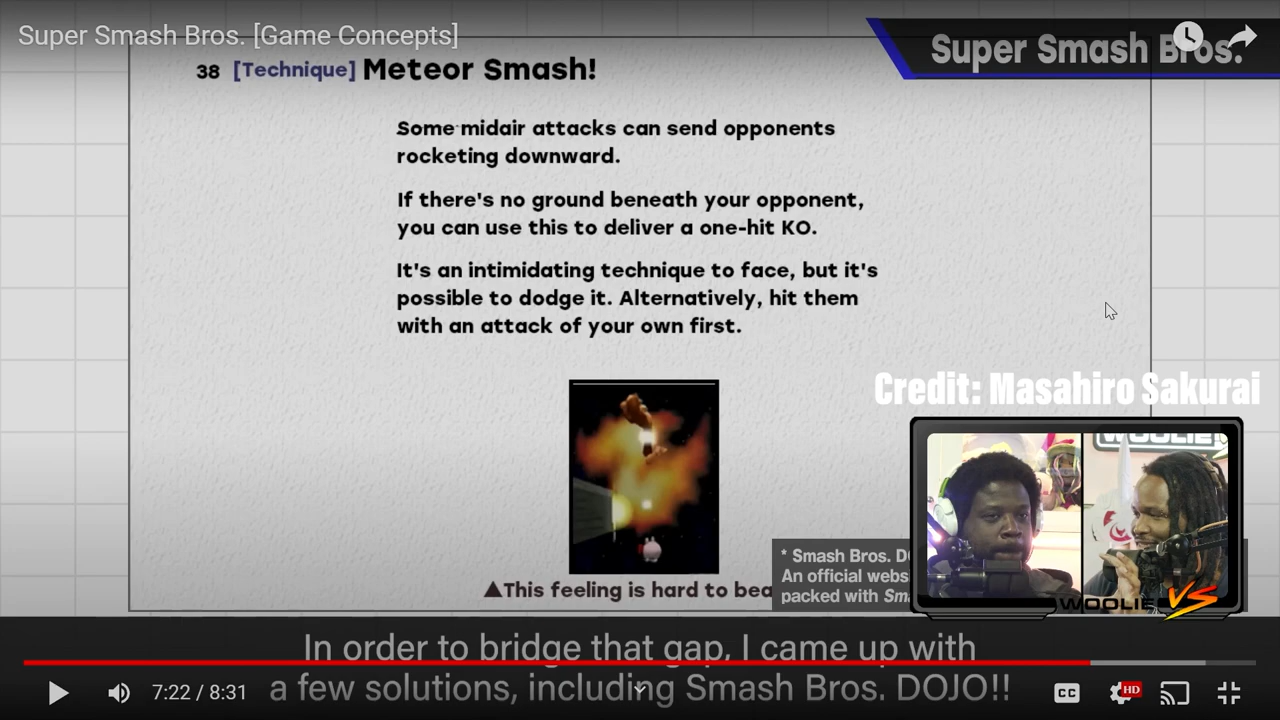 Super Smash Bros. [Game Concepts]
Super Smash Bros.
38 [Technique] Meteor Smash!
Some midair attacks can send opponents
rocketing downward.
If there's no ground beneath your opponent,
you can use this to deliver a one-hit KO.
It's an intimidating technique to face, but it's
possible to dodge it. Alternatively, hit them
with an attack of your own first.
Credit: Masahiro Sakurai
WOOLIE
* Smash Bros.
An official
packed with
▲This feeling is hard to
WOOLIE VS
In order to bridge that gap, I came up with
a few solutions, including Smash Bros. DOJO!!
7:22 / 8:31
CC
HD